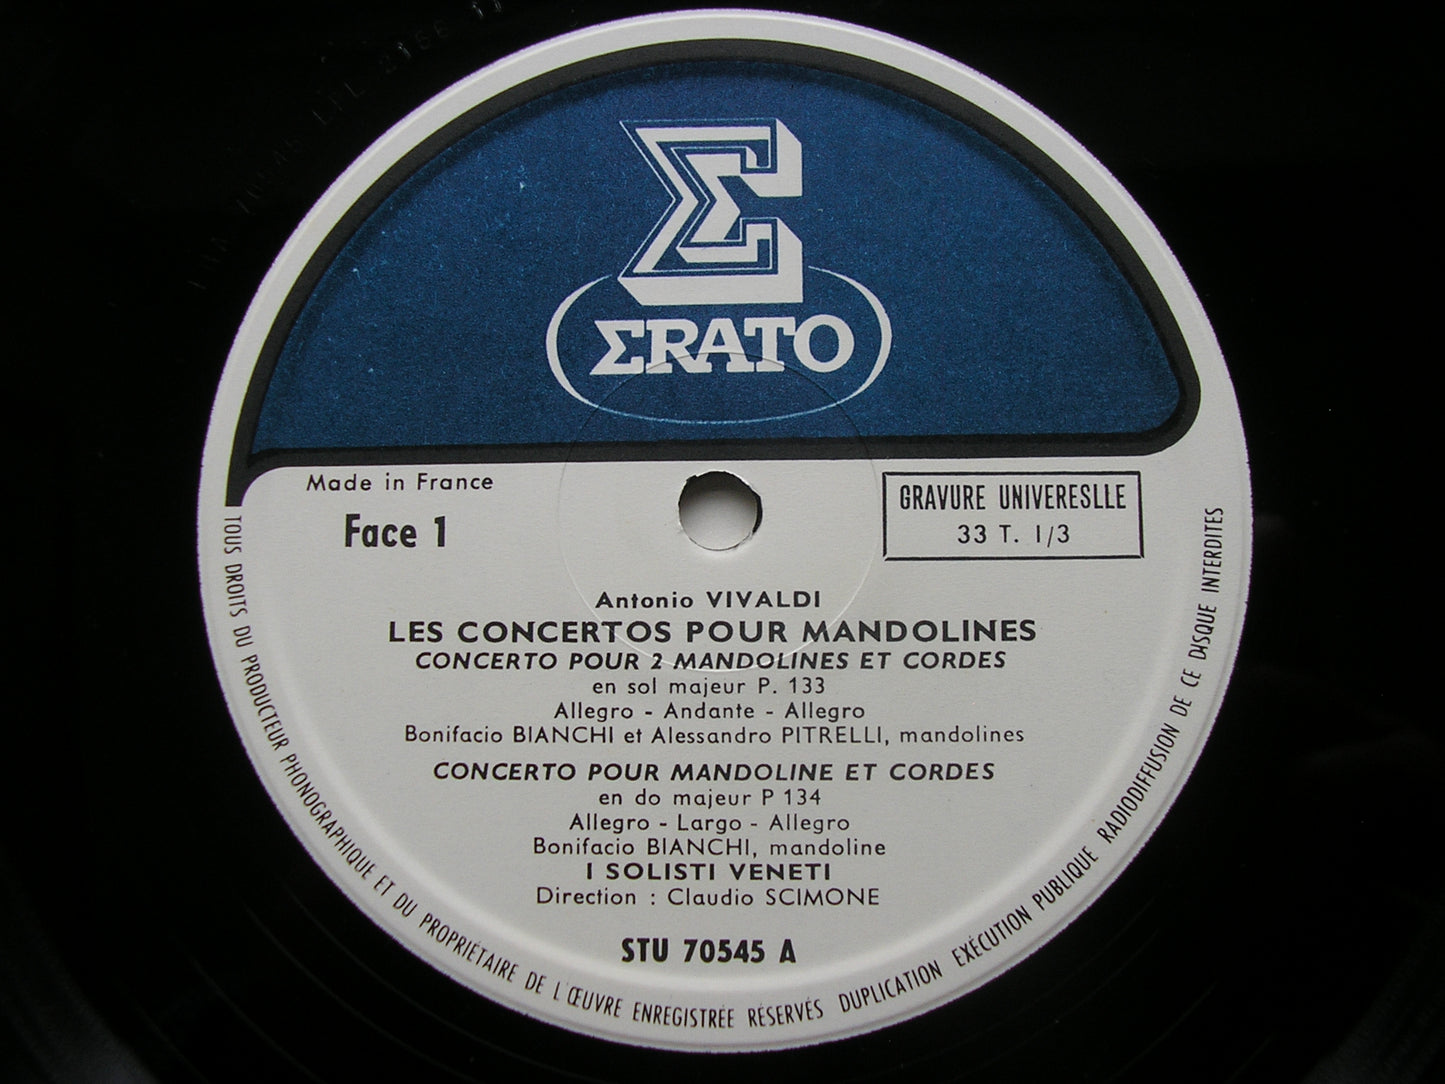 ΣRATO
Made in France
Face 1
GRAVURE UNIVERESLLE
33 T. 1/3
Antonio VIVALDI
LES CONCERTOS POUR MANDOLINES
CONCERTO POUR 2 MANDOLINES ET CORDES
en sol majeur P. 133
Allegro - Andante - Allegro
Bonifacio BIANCHI et Alessandro PITRELLI, mandolines
CONCERTO POUR MANDOLINE ET CORDES
en do majeur P 134
Allegro - Largo - Allegro
Bonifacio BIANCHI, mandoline
I SOLISTI VENETI
Direction : Claudio SCIMONE
STU 70545 A
TOUS DROITS DU PRODUCTEUR PHONOGRAPHIQUE ET DU PROPRIÉTAIRE DE L'ŒUVRE ENREGISTRÉE RÉSERVÉS DUPLICATION EXÉCUTION PUBLIQUE RADIODIFFUSION DE CE DISQUE INTERDITES